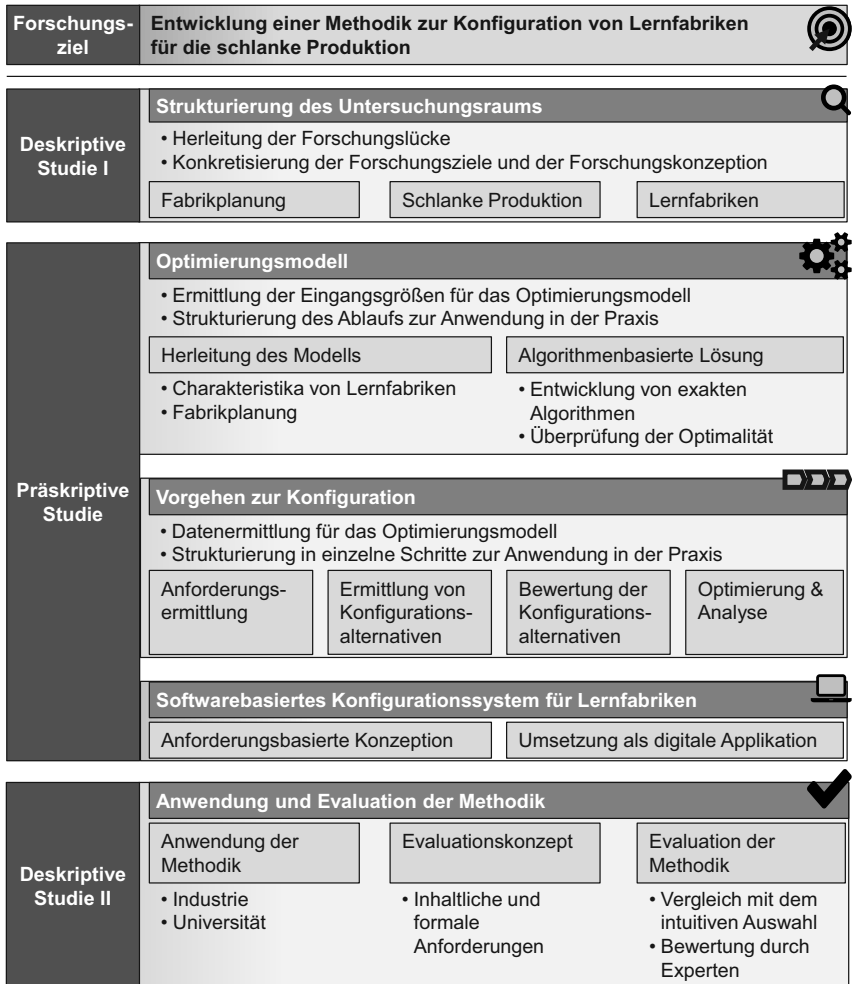 Forschungs-
ziel
Entwicklung einer Methodik zur Konfiguration von Lernfabriken
für die schlanke Produktion
Deskriptive
Studie I
Strukturierung des Untersuchungsraums
• Herleitung der Forschungslücke
• Konkretisierung der Forschungsziele und der Forschungskonzeption
Fabrikplanung
Schlanke Produktion
Lernfabriken
Präskriptive
Studie
Optimierungsmodell
• Ermittlung der Eingangsgrößen für das Optimierungsmodell
• Strukturierung des Ablaufs zur Anwendung in der Praxis
Herleitung des Modells
• Charakteristika von Lernfabriken
• Fabrikplanung
Algorithmenbasierte Lösung
• Entwicklung von exakten
Algorithmen
• Überprüfung der Optimalität
Vorgehen zur Konfiguration
• Datenermittlung für das Optimierungsmodell
• Strukturierung in einzelne Schritte zur Anwendung in der Praxis
Anforderungs-
ermittlung
Ermittlung von
Konfigurations-
alternativen
Bewertung der
Konfigurations-
alternativen
Optimierung &
Analyse
Softwarebasiertes Konfigurationssystem für Lernfabriken
Anforderungsbasierte Konzeption
Umsetzung als digitale Applikation
Deskriptive
Studie II
Anwendung und Evaluation der Methodik
Anwendung der
Methodik
• Industrie
• Universität
Evaluationskonzept
• Inhaltliche und
formale
Anforderungen
Evaluation der
Methodik
• Vergleich mit dem
intuitiven Auswahl
• Bewertung durch
Experten